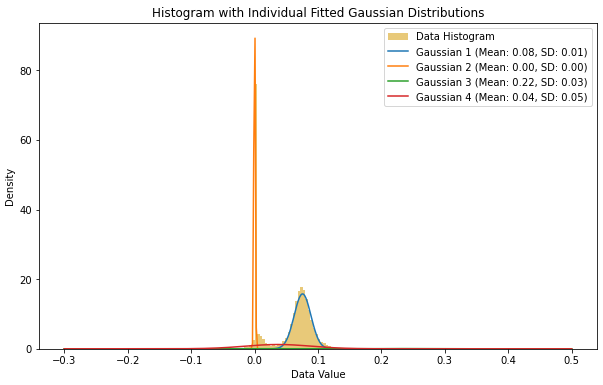 Histogram with Individual Fitted Gaussian Distributions
Data Histogram
Gaussian 1 (Mean: 0.08, SD: 0.01)
Gaussian 2 (Mean: 0.00, SD: 0.00)
Gaussian 3 (Mean: 0.22, SD: 0.03)
Gaussian 4 (Mean: 0.04, SD: 0.05)
Density
80
60
40
20
0
−0.3 −0.2 −0.1 0.0 0.1 0.2 0.3 0.4 0.5
Data Value